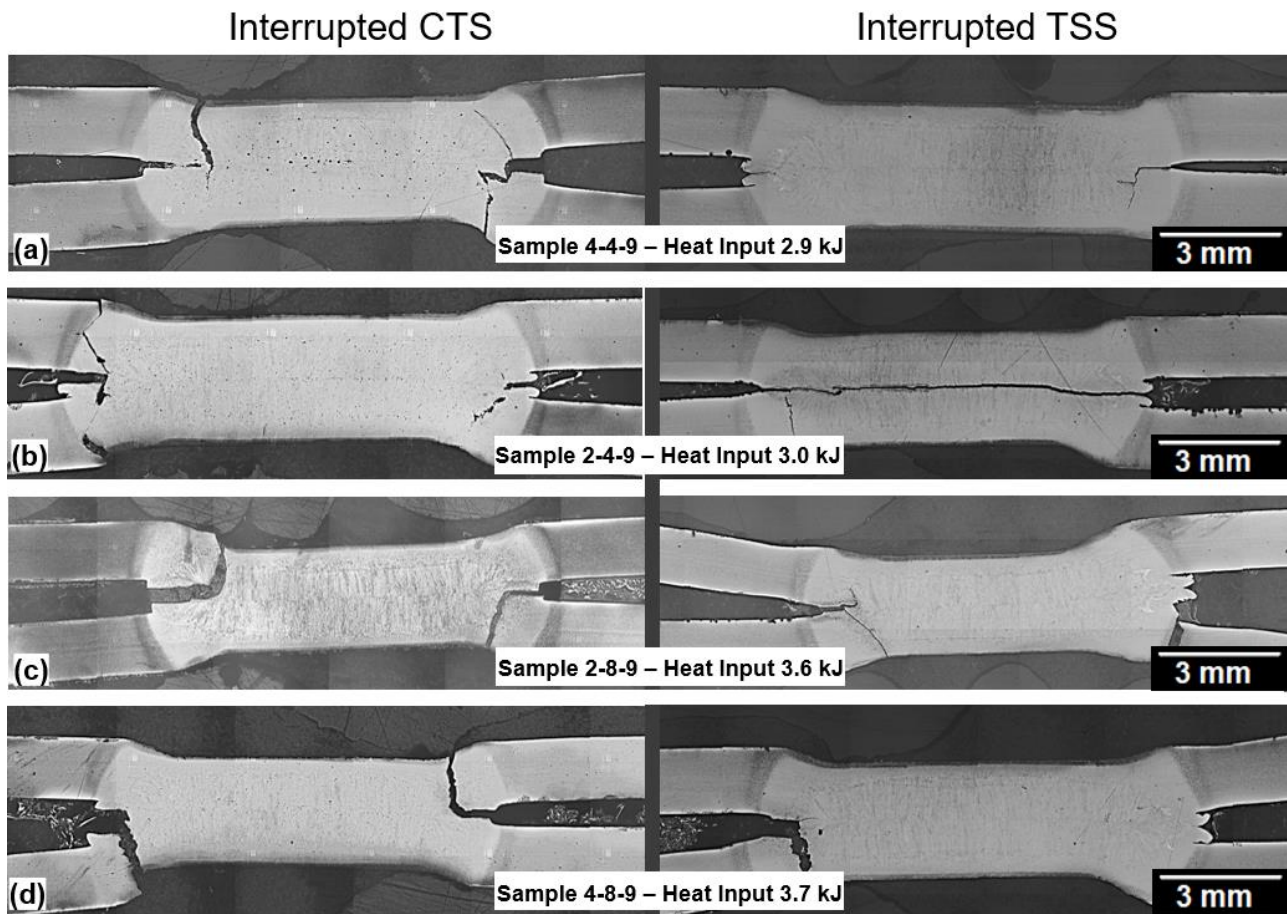 Interrupted CTS
Interrupted TSS
(a)
Sample 4-4-9 – Heat Input 2.9 kJ
3 mm
(b)
Sample 2-4-9 – Heat Input 3.0 kJ
3 mm
(c)
Sample 2-8-9 – Heat Input 3.6 kJ
3 mm
(d)
Sample 4-8-9 – Heat Input 3.7 kJ
3 mm